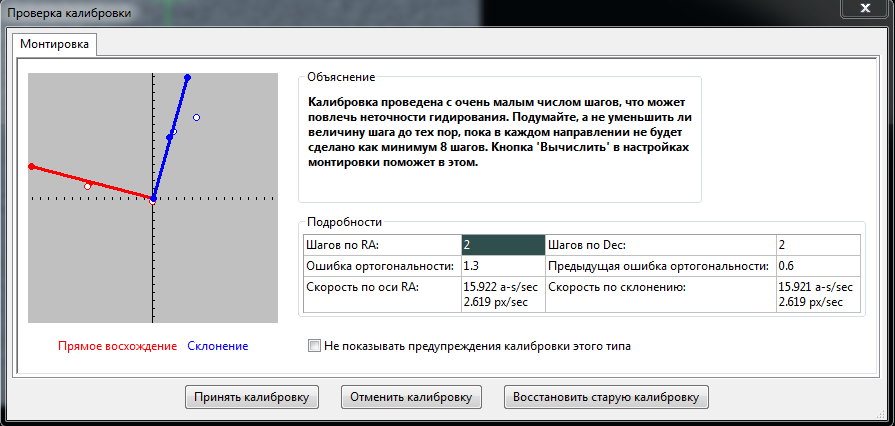 Проверка калибровки
Монтировка
Объяснение
Калибровка проведена с очень малым числом шагов, что может
повлечь неточности гидирования. Подумайте, а не уменьшить ли
величину шага до тех пор, пока в каждом направлении не будет
сделано как минимум 8 шагов. Кнопка 'Вычислить' в настройках
монтировки поможет в этом.
Подробности
Шагов по RA: 2 Шагов по Dec: 2
Ошибка ортогональности: 1.3 Предыдущая ошибка ортогональности: 0.6
Скорость по оси RA: 15.922 a-s/sec Скорость по склонению: 15.921 a-s/sec
2.619 px/sec 2.619 px/sec
Прямое восхождение Склонение
Не показывать предупреждения калибровки этого типа
Принять калибровку Отменить калибровку Восстановить старую калибровку